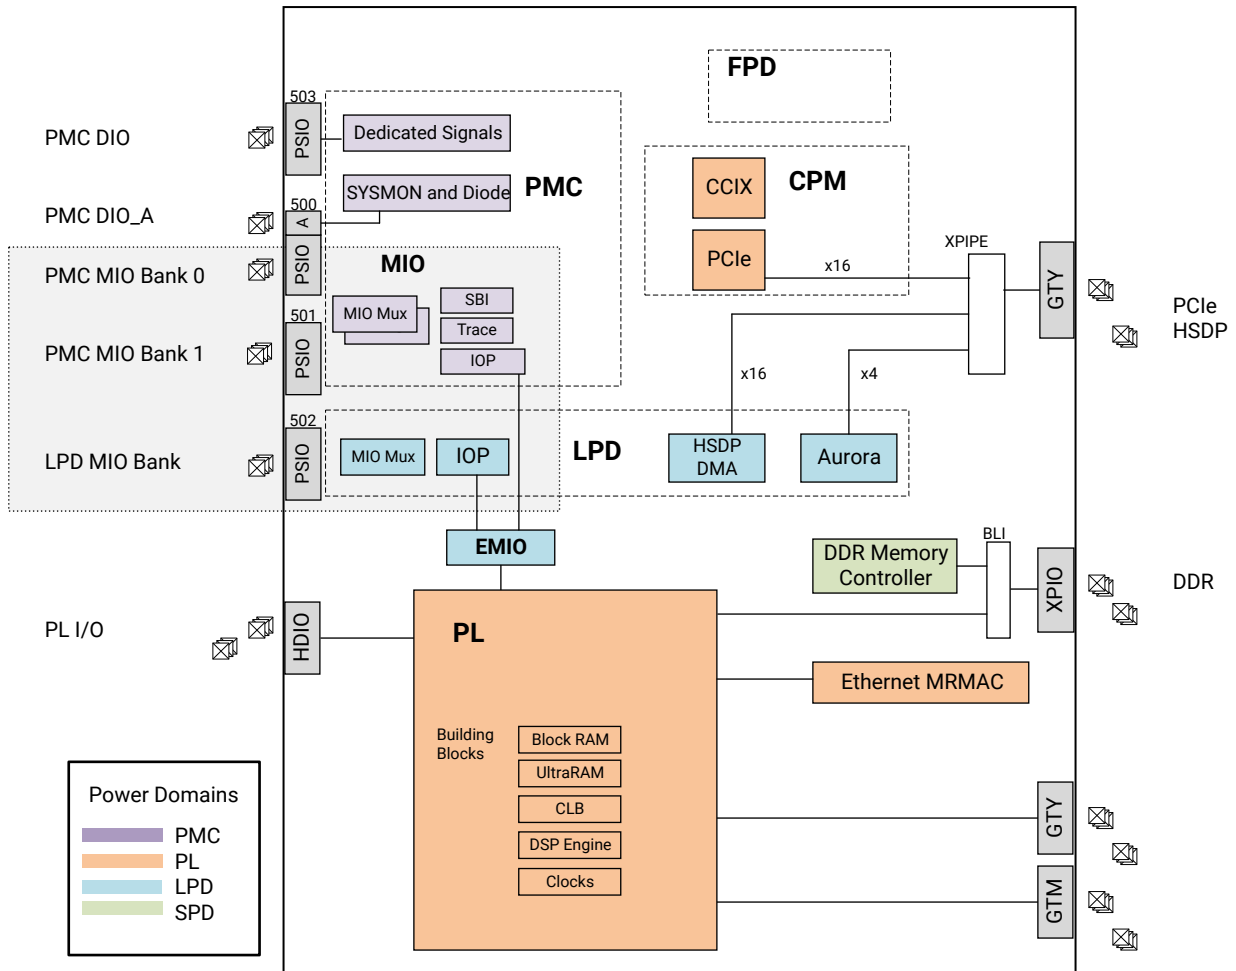 FPD
503
PMC DIO
PSIO
Dedicated Signals
CCIX
CPM
SYSMON and Diode
PMC
PMC DIO_A
500
A
PSIO
MIO
PCIe
x16
XPIPE
GTY
PCIe
HSDP
PMC MIO Bank 0
MIO Mux
SBI
Trace
IOP
501
PSIO
PMC MIO Bank 1
x16
x4
502
PSIO
LPD MIO Bank
MIO Mux
IOP
LPD
HSDP
DMA
Aurora
EMIO
DDR Memory
Controller
BLI
XPIO
DDR
PL I/O
HDIO
PL
Ethernet MRMAC
Building
Blocks
Block RAM
UltraRAM
CLB
DSP Engine
Clocks
GTY
GTM
Power Domains
PMC
PL
LPD
SPD